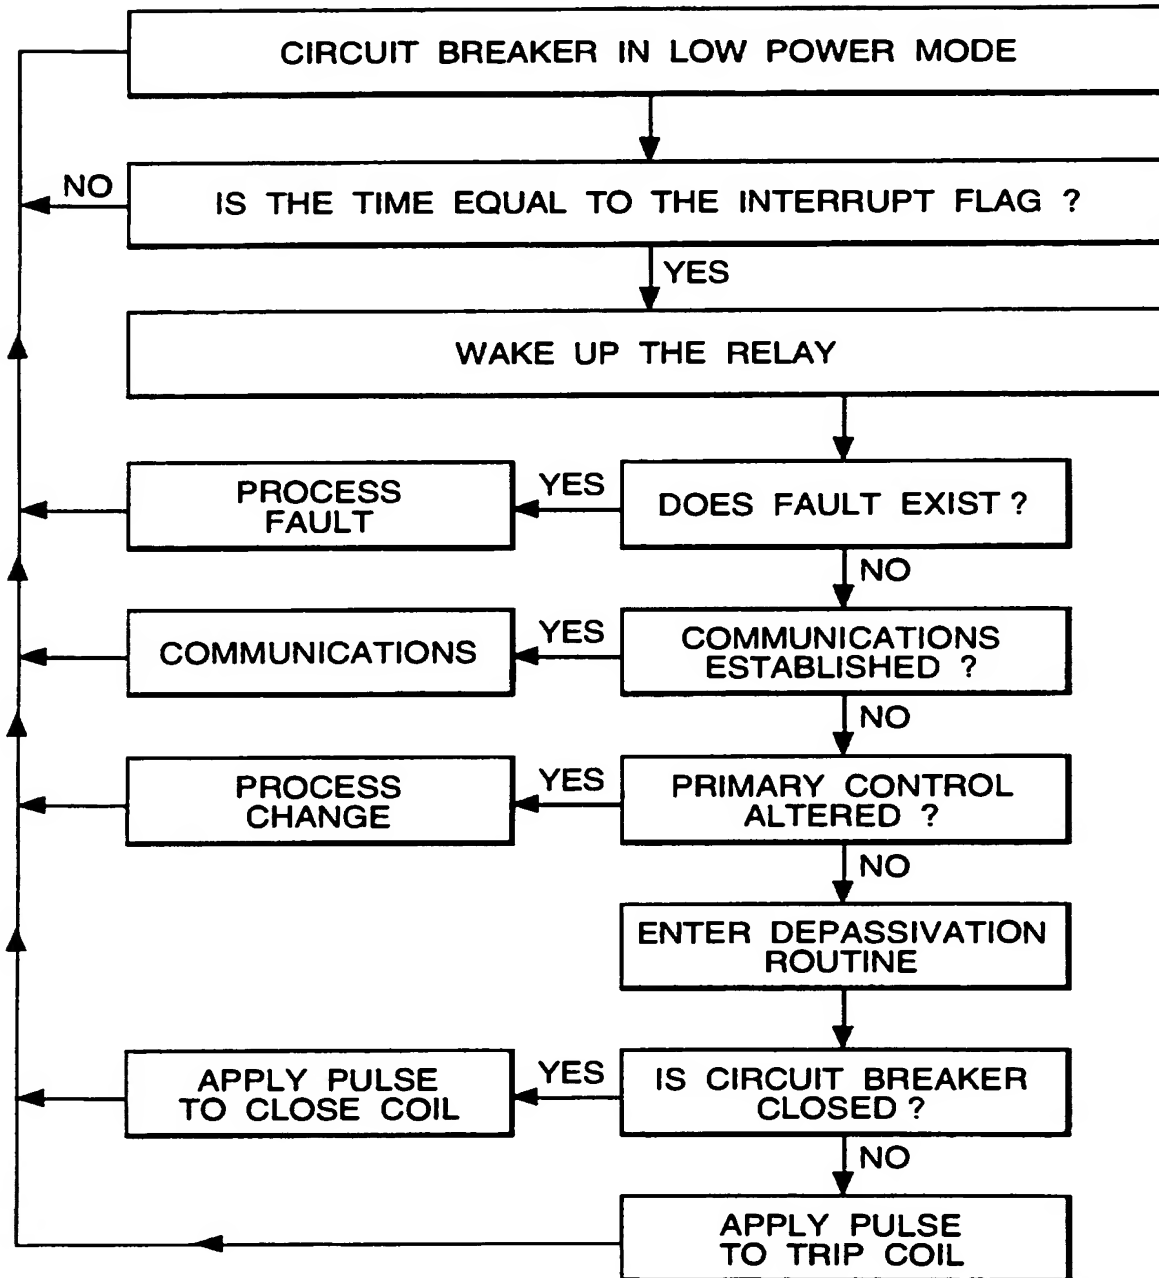 CIRCUIT BREAKER IN LOW POWER MODE
NO
IS THE TIME EQUAL TO THE INTERRUPT FLAG ?
YES
WAKE UP THE RELAY
PROCESS
FAULT
YES
DOES FAULT EXIST ?
NO
COMMUNICATIONS
YES
COMMUNICATIONS
ESTABLISHED ?
NO
PROCESS
CHANGE
YES
PRIMARY CONTROL
ALTERED ?
NO
ENTER DEPASSIVATION
ROUTINE
APPLY PULSE
TO CLOSE COIL
YES
IS CIRCUIT BREAKER
CLOSED ?
NO
APPLY PULSE
TO TRIP COIL